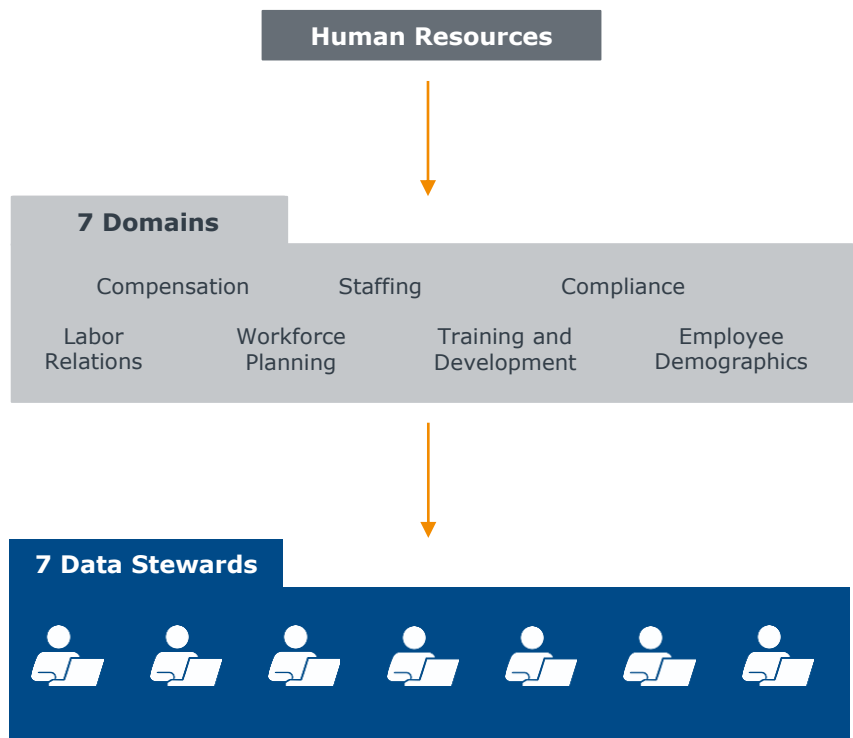 Human Resources
7 Domains
Compensation Staffing Compliance
Labor Relations
Workforce Planning
Training and Development
Employee Demographics
7 Data Stewards